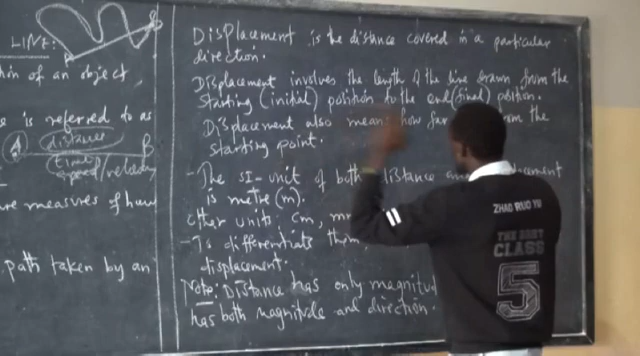 LINE:
tion of an object
e is referred to as
A distance B
time
speed/velocity
are measures of how
path taken by an
Displacement is the distance covered in a particular
direction.
Displacement involves the length of the line drawn from the
starting (initial) position to the end (final) position.
Displacement also means how far from the
starting point.
- The SI-unit of both distance and displacement
is metre (m).
other units cm, mm
- Is differentiate them
displacement.
Note: Distance has only magnitud
has both magnitude and direction.
ZHAO RUO YU
THE BEST
CLASS
5